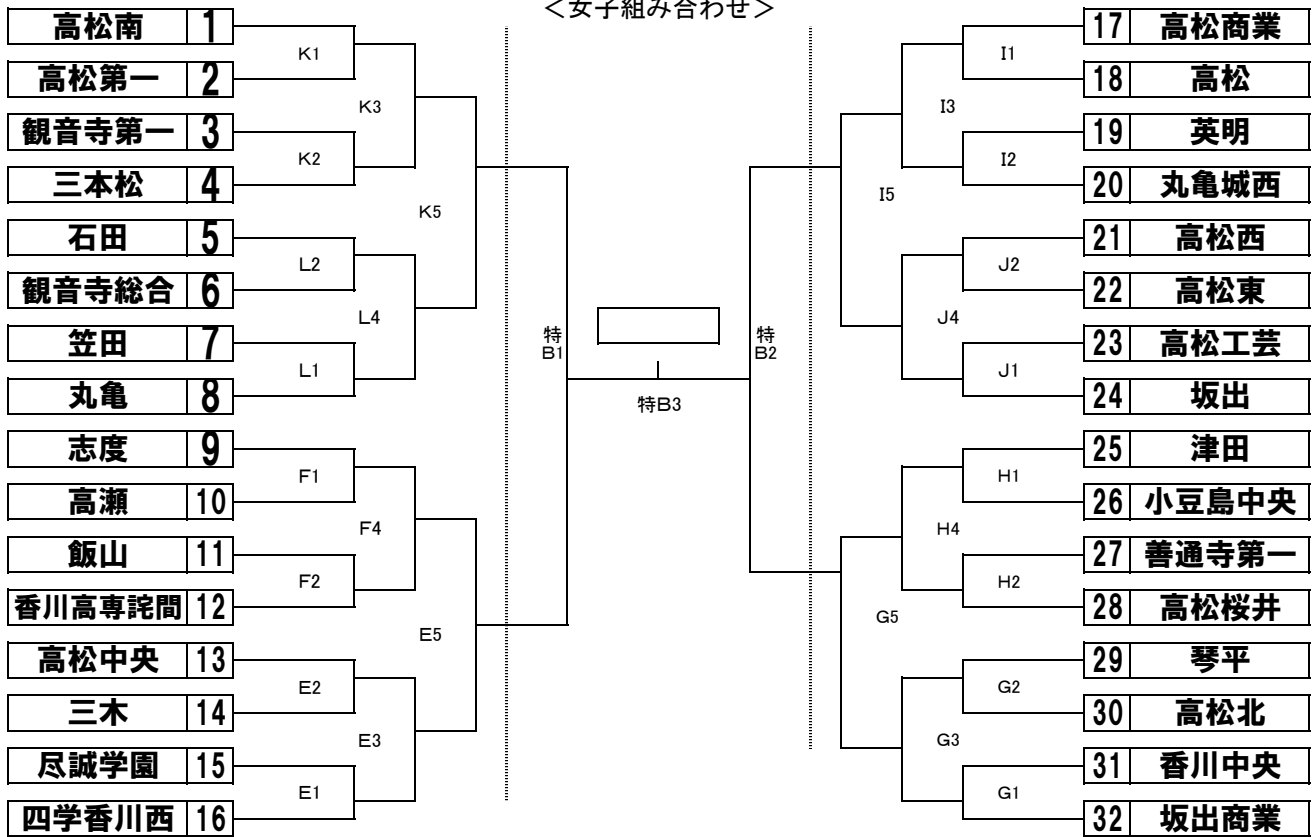 <女子組み合わせ>
高松南 1
高松第一 2
観音寺第一 3
三本松 4
石田 5
観音寺総合 6
笠田 7
丸亀 8
志度 9
高瀬 10
飯山 11
香川高専詫間 12
高松中央 13
三木 14
尽誠学園 15
四学香川西 16
K1
K2
L2
L1
F1
F2
E2
E1
K3
L4
F4
E3
K5
E5
特
B1
特B3
特
B2
I5
G5
I3
J4
H4
G3
I1
I2
J2
J1
H1
H2
G2
G1
17 高松商業
18 高松
19 英明
20 丸亀城西
21 高松西
22 高松東
23 高松工芸
24 坂出
25 津田
26 小豆島中央
27 善通寺第一
28 高松桜井
29 琴平
30 高松北
31 香川中央
32 坂出商業